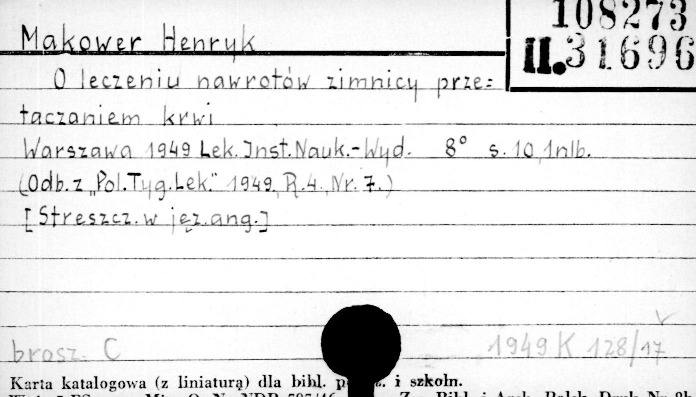 108273
II. 31696
Makower Henryk
O leczeniu nawrotów zimnicy prze=
taczaniem krwi
Warszawa 1949 Lek. Inst. Nauk.-Wyd. 8° s. 10, 1nlb.
(Odb. z „Pol. Tyg. Lek." 1949, R. 4., Nr. 7.)
[Streszcz. w jęz. ang.]
brosz. C 1949 K 128/17
Karta katalogowa (z liniaturą) dla bibl. i szkoln.